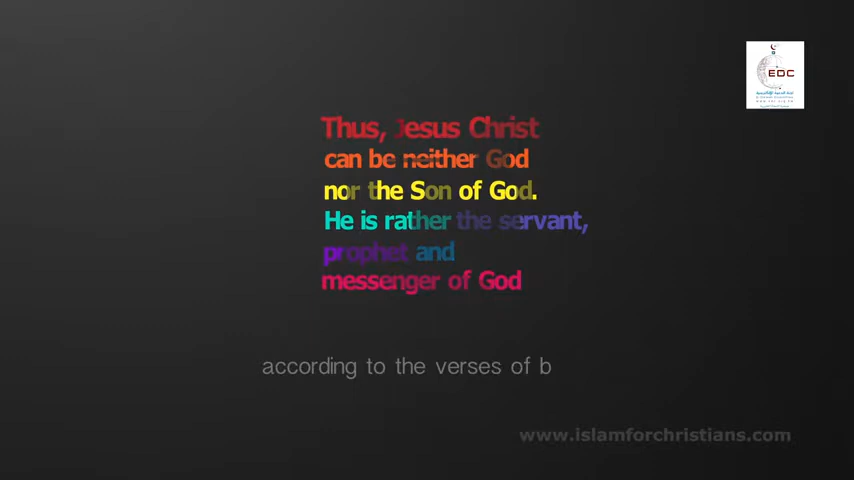 EDC
Thus, Jesus Christ
can be neither God
nor the Son of God.
He is rather the servant,
prophet and
messenger of God
according to the verses of b
www.islamforchristians.com